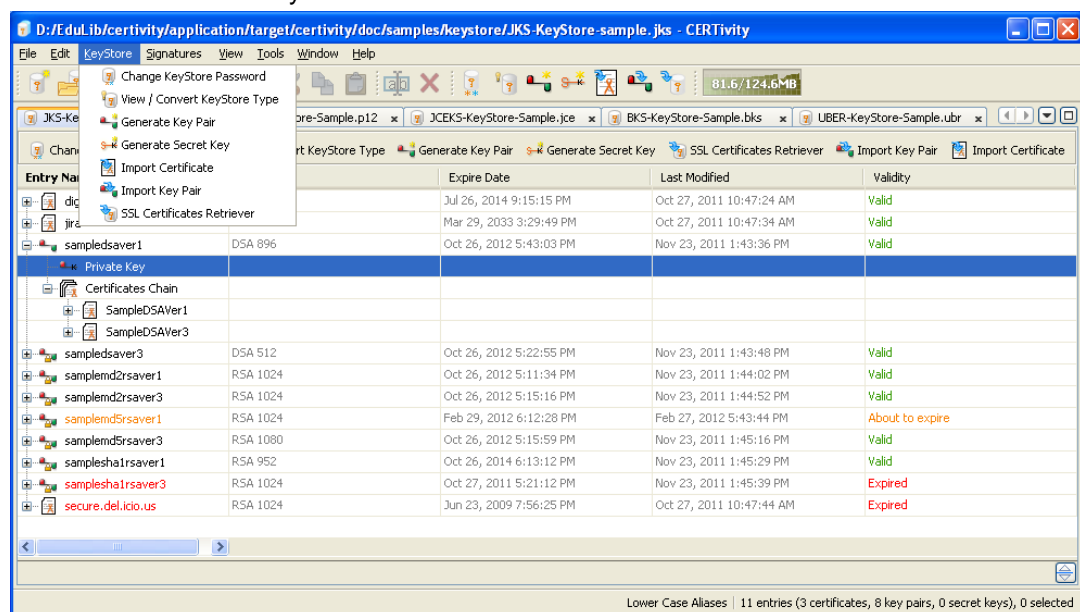 D:/EduLib/certivity/application/target/certivity/doc/samples/keystore/JKS-KeyStore-sample.jks - CERTivity
File Edit KeyStore Signatures View Tools Window Help
Change KeyStore Password
View / Convert KeyStore Type
Generate Key Pair
Generate Secret Key
Import Certificate
Import Key Pair
SSL Certificates Retriever
81.6/124.6MB
JKS-Ke ore-Sample.p12 x JCEKS-KeyStore-Sample.jce x BKS-KeyStore-Sample.bks x UBER-KeyStore-Sample.ubr x
Chan rt KeyStore Type Generate Key Pair Generate Secret Key SSL Certificates Retriever Import Key Pair Import Certificate
Entry Na Expire Date Last Modified Validity
dig Jul 26, 2014 9:15:15 PM Oct 27, 2011 10:47:24 AM Valid
jira Mar 29, 2033 3:29:49 PM Oct 27, 2011 10:47:34 AM Valid
sampledsaver1 DSA 896 Oct 26, 2012 5:43:03 PM Nov 23, 2011 1:43:36 PM Valid
Private Key
Certificates Chain
SampleDSAVer1
SampleDSAVer3
sampledsaver3 DSA 512 Oct 26, 2012 5:22:55 PM Nov 23, 2011 1:43:48 PM Valid
samplemd2rsaver1 RSA 1024 Oct 26, 2012 5:11:34 PM Nov 23, 2011 1:44:02 PM Valid
samplemd2rsaver3 RSA 1024 Oct 26, 2012 5:15:16 PM Nov 23, 2011 1:44:52 PM Valid
samplemd5rsaver1 RSA 1024 Feb 29, 2012 6:12:28 PM Feb 27, 2012 5:43:44 PM About to expire
samplemd5rsaver3 RSA 1080 Oct 26, 2012 5:15:59 PM Nov 23, 2011 1:45:16 PM Valid
samplesha1rsaver1 RSA 952 Oct 26, 2014 6:13:12 PM Nov 23, 2011 1:45:29 PM Valid
samplesha1rsaver3 RSA 1024 Oct 27, 2011 5:21:12 PM Nov 23, 2011 1:45:39 PM Expired
secure.del.icio.us RSA 1024 Jun 23, 2009 7:56:25 PM Oct 27, 2011 10:47:44 AM Expired
Lower Case Aliases 11 entries (3 certificates, 8 key pairs, 0 secret keys), 0 selected